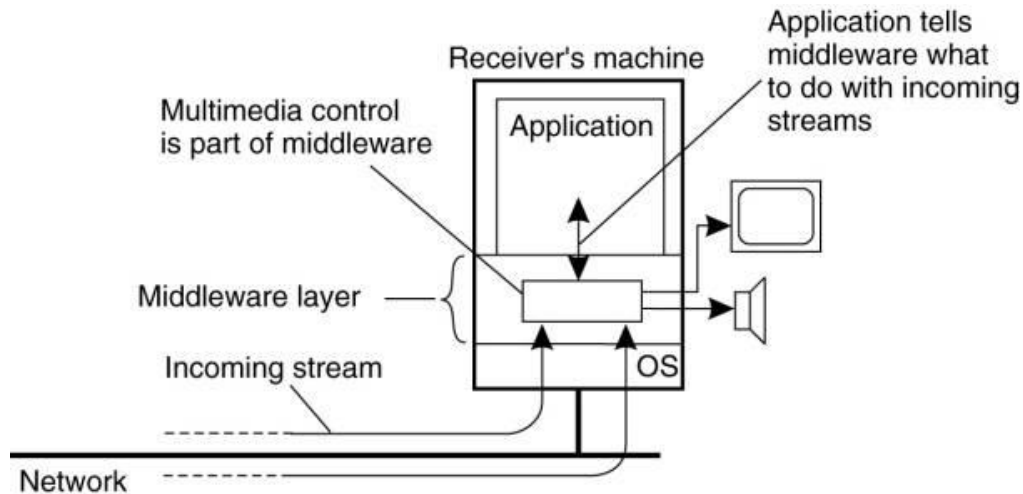 Application tells
middleware what
to do with incoming
streams
Receiver's machine
Multimedia control
is part of middleware
Application
Middleware layer
OS
Incoming stream
Network